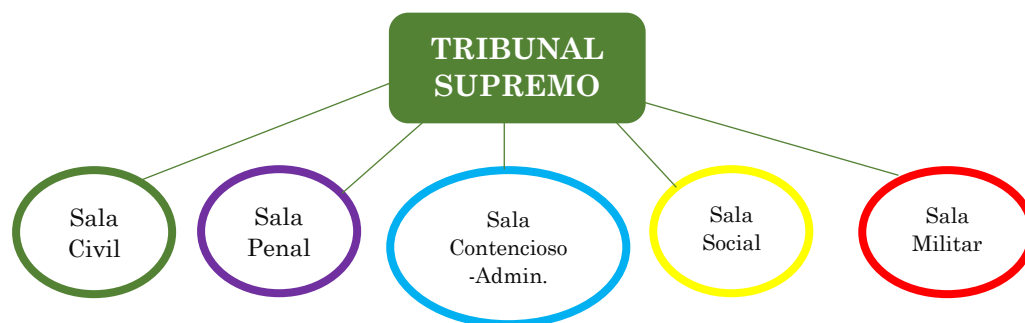 TRIBUNAL
SUPREMO
Sala
Civil
Sala
Penal
Sala
Contencioso
-Admin.
Sala
Social
Sala
Militar